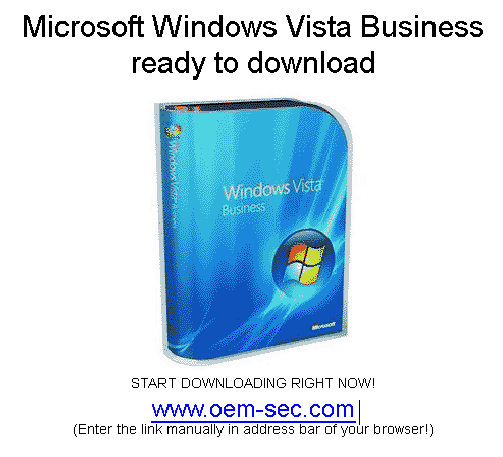 Microsoft Windows Vista Business
ready to download
Windows Vista
Business
Microsoft
START DOWNLOADING RIGHT NOW!
www.oem-sec.com
(Enter the link manually in address bar of your browser!)